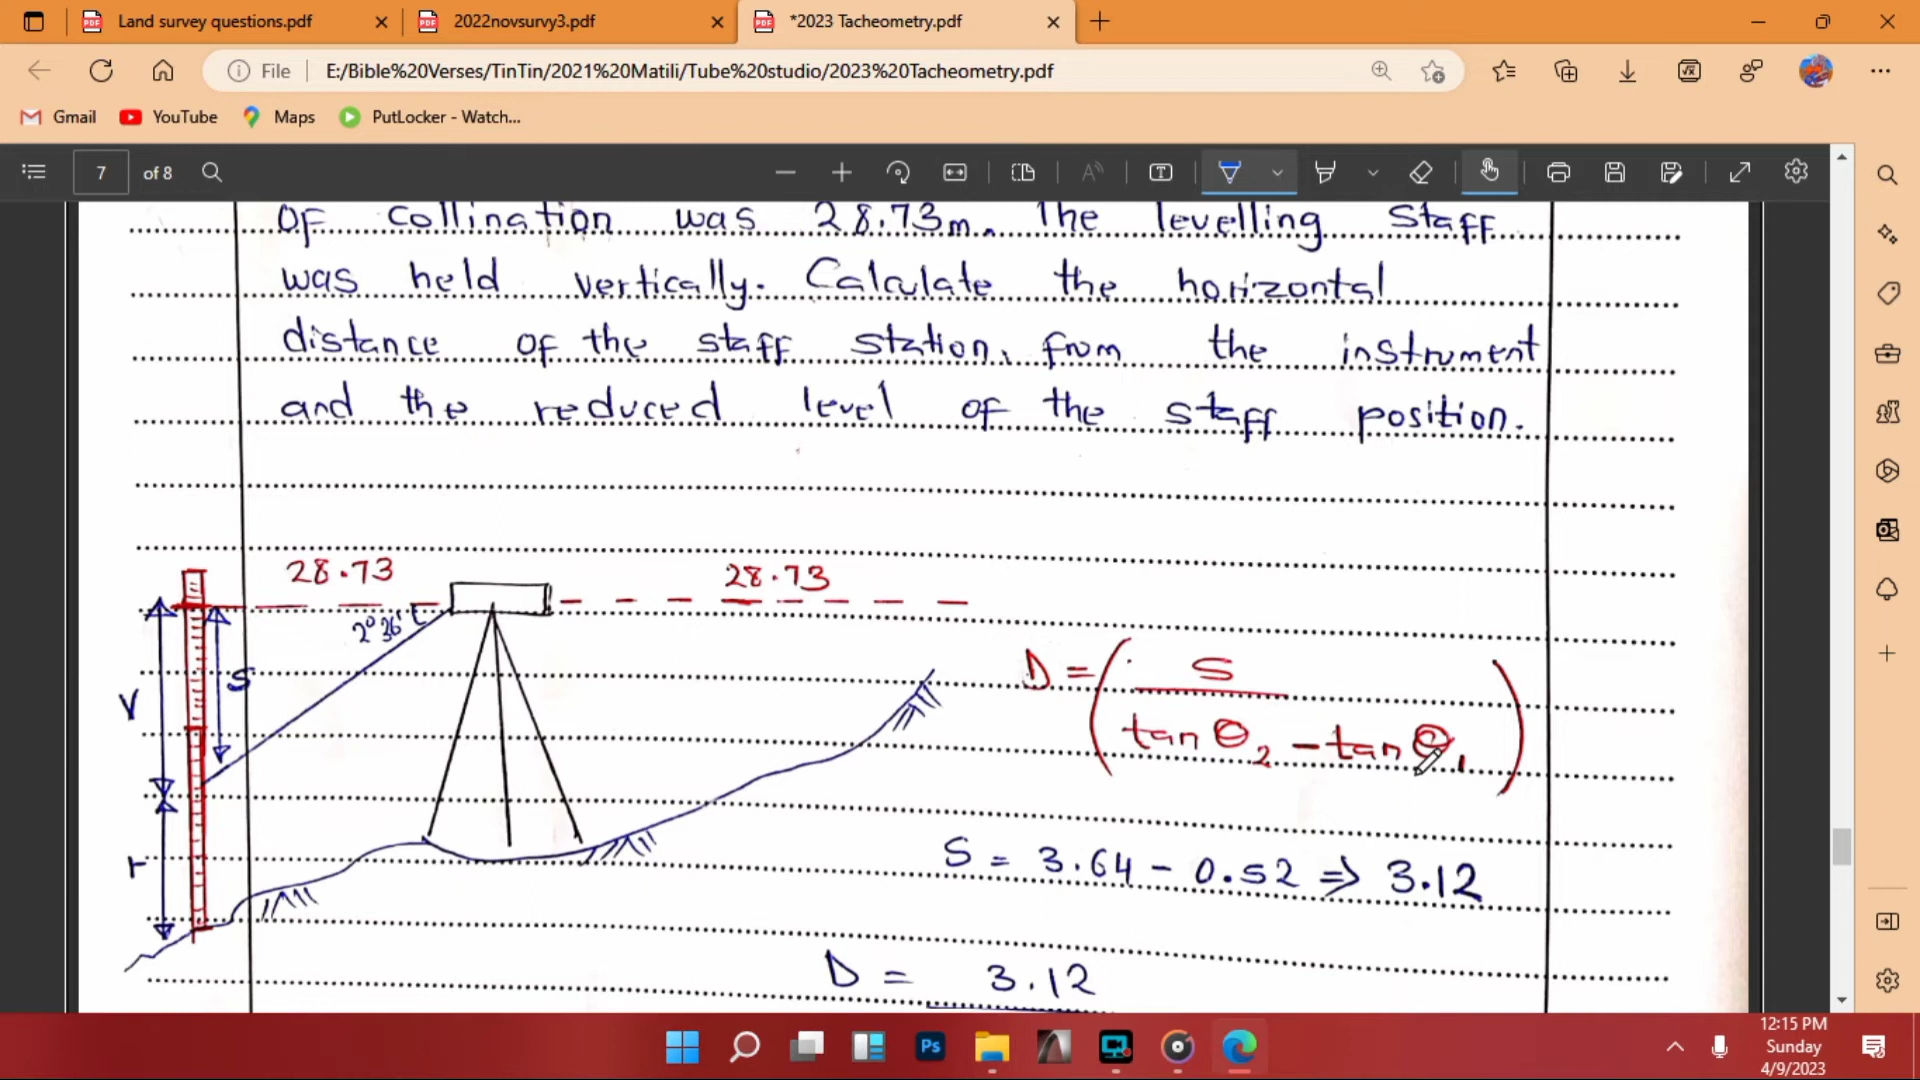 Land survey questions.pdf
2022novsurvy3.pdf
*2023 Tacheometry.pdf
File
E:/Bible%20Verses/TinTin/2021%20Matili/Tube%20studio/2023%20Tacheometry.pdf
Gmail
YouTube
Maps
PutLocker - Watch...
7
of 8
Of collination was 28.73m. The levelling staff
was held vertically. Calculate the horizontal
distance of the staff station, from the instrument
and the reduced level of the staff position.
28.73
28.73
2°36'
V
S
r
D = ( S / tan θ2 - tan θ1 )
S = 3.64 - 0.52 ⇒ 3.12
D = 3.12
Ps
12:15 PM
Sunday
4/9/2023